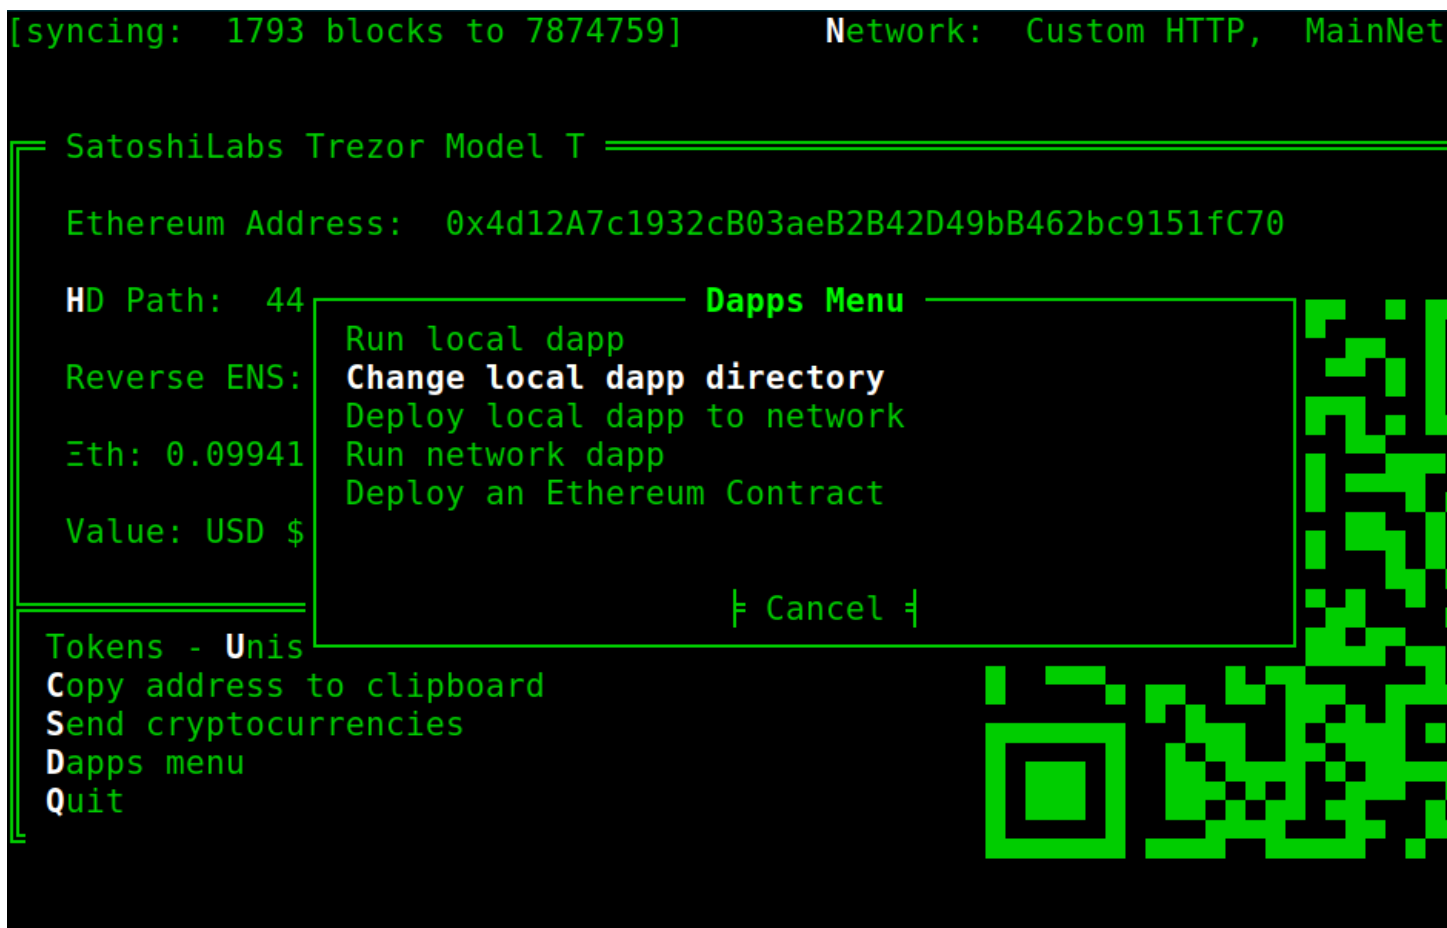 [syncing:  1793 blocks to 7874759]       Network:  Custom HTTP,  MainNet
SatoshiLabs Trezor Model T
Ethereum Address:  0x4d12A7c1932cB03aeB2B42D49bB462bc9151fC70
HD Path:  44
Dapps Menu
Run local dapp
Reverse ENS:
Change local dapp directory
Deploy local dapp to network
Ξth: 0.09941
Run network dapp
Deploy an Ethereum Contract
Value: USD $
Cancel
Tokens - Unis
Copy address to clipboard
Send cryptocurrencies
Dapps menu
Quit